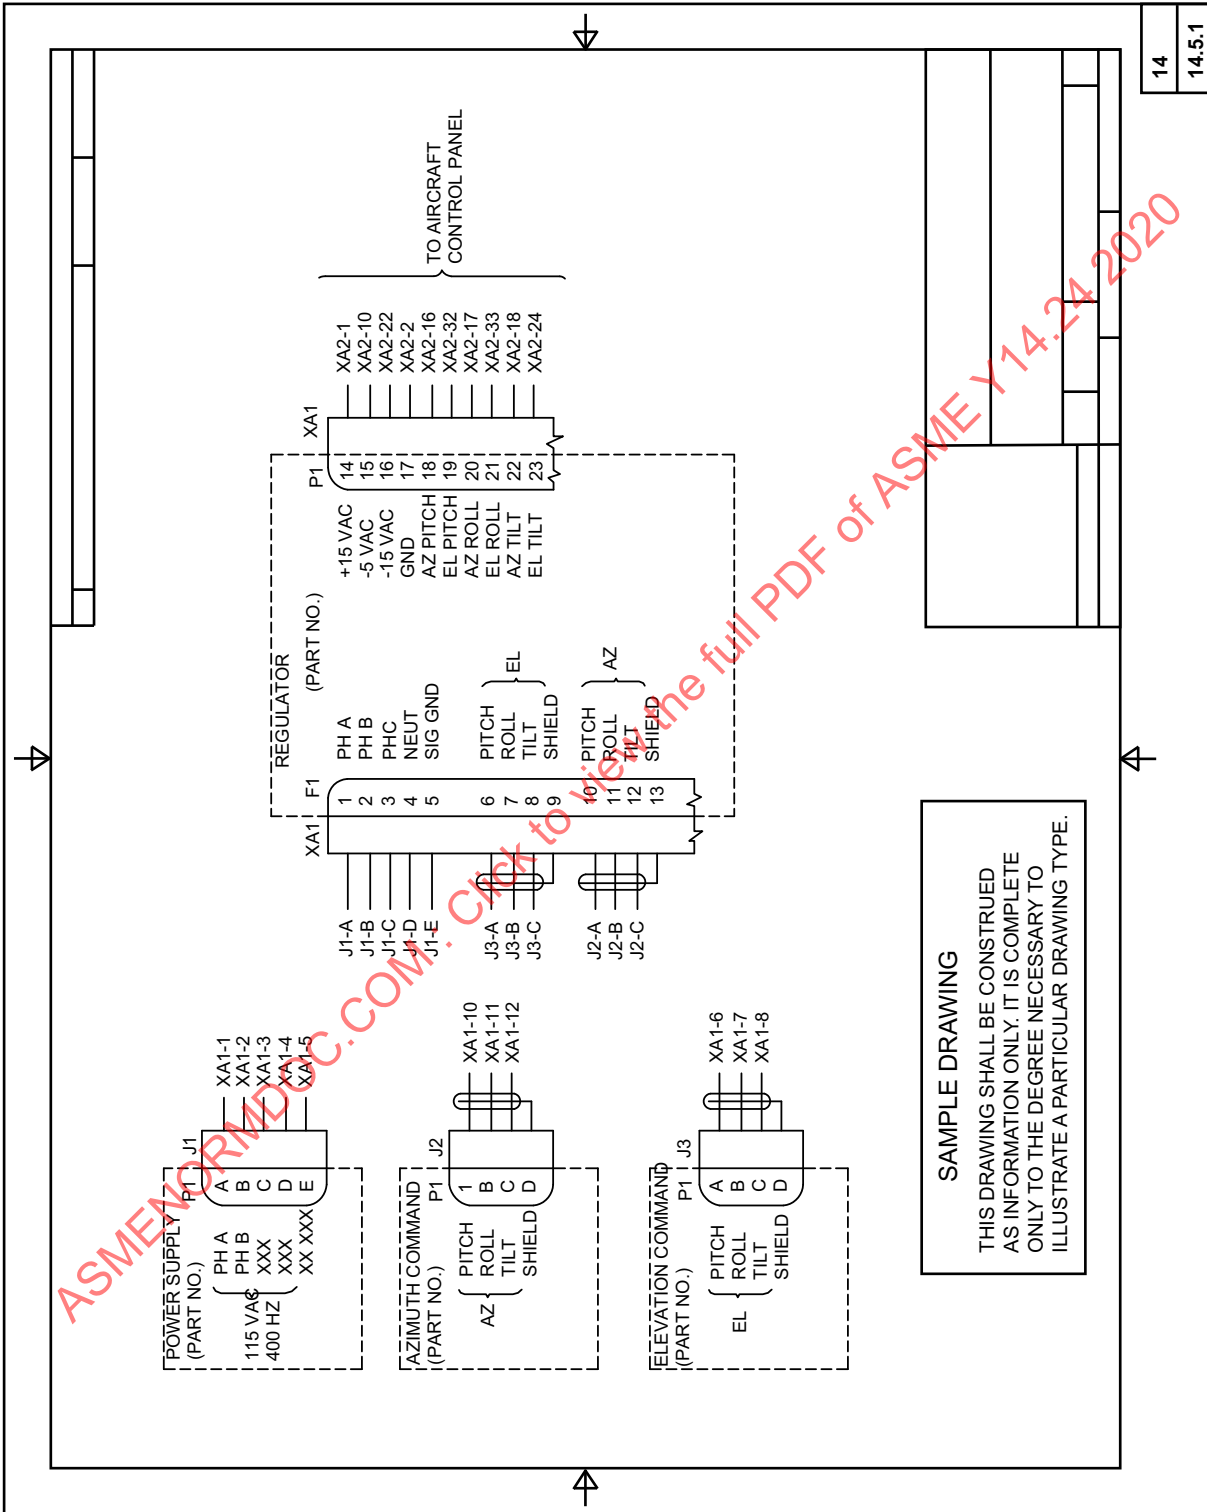 14
14.5.1
POWER SUPPLY
(PART NO.)
P1
J1
115 VAC
400 HZ
PH A
A
XA1-1
PH B
B
XA1-2
XXX
C
XA1-3
XXX
D
XA1-4
XX XXX
E
XA1-5
AZIMUTH COMMAND
(PART NO.)
P1
J2
AZ
PITCH
1
XA1-10
ROLL
B
XA1-11
TILT
C
XA1-12
SHIELD
D
ELEVATION COMMAND
(PART NO.)
P1
J3
EL
PITCH
A
XA1-6
ROLL
B
XA1-7
TILT
C
XA1-8
SHIELD
D
REGULATOR
(PART NO.)
XA1
F1
J1-A
1
PH A
J1-B
2
PH B
J1-C
3
PHC
J1-D
4
NEUT
J1-E
5
SIG GND
J3-A
6
PITCH
J3-B
7
ROLL
J3-C
8
TILT
9
SHIELD
EL
J2-A
10
PITCH
J2-B
11
ROLL
J2-C
12
TILT
13
SHIELD
AZ
P1
XA1
+15 VAC
14
XA2-1
-5 VAC
15
XA2-10
-15 VAC
16
XA2-22
GND
17
XA2-2
AZ PITCH
18
XA2-16
EL PITCH
19
XA2-32
AZ ROLL
20
XA2-17
EL ROLL
21
XA2-33
AZ TILT
22
XA2-18
EL TILT
23
XA2-24
TO AIRCRAFT
CONTROL PANEL
SAMPLE DRAWING
THIS DRAWING SHALL BE CONSTRUED
AS INFORMATION ONLY. IT IS COMPLETE
ONLY TO THE DEGREE NECESSARY TO
ILLUSTRATE A PARTICULAR DRAWING TYPE.
ASMENORMDOC.COM : Click to view the full PDF of ASME Y14.24 2020